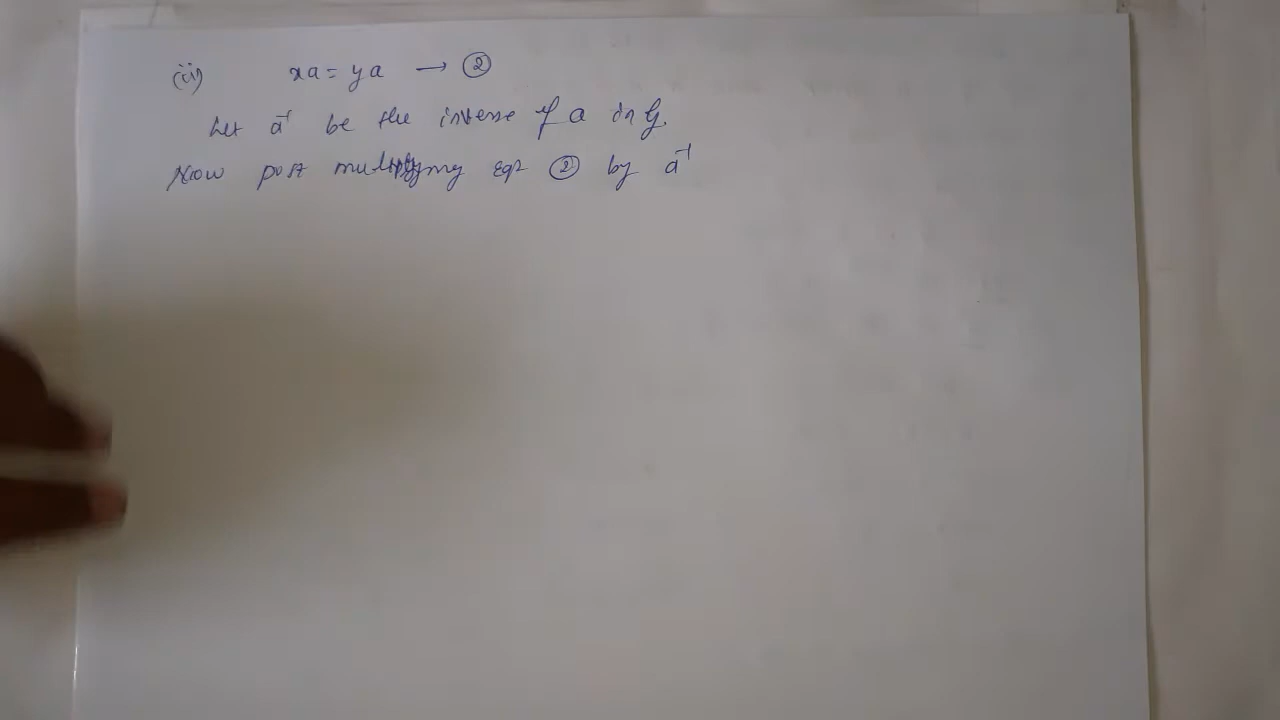 (ii) xa = ya → ②
Let a⁻¹ be the inverse of a in G.
Now post multiplying eqn ② by a⁻¹